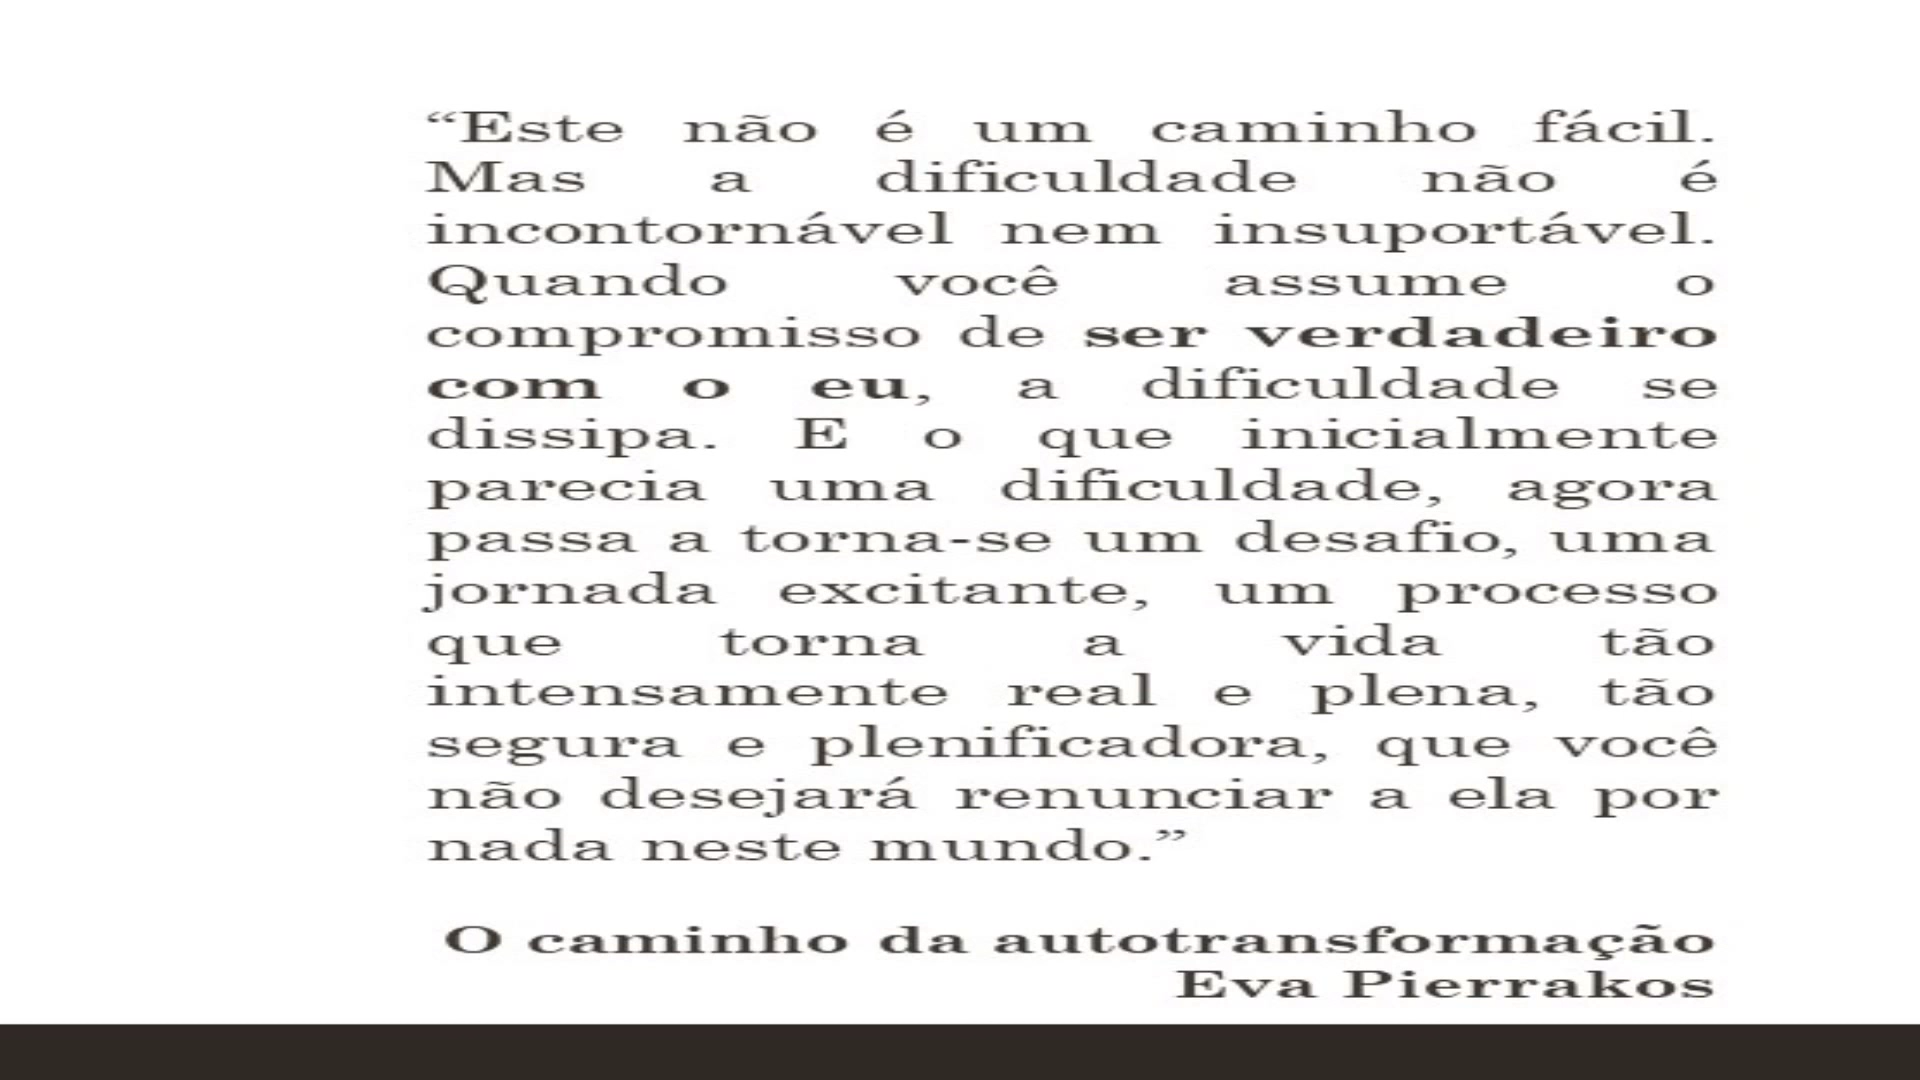 “Este não é um caminho fácil.
Mas a dificuldade não é
incontornável nem insuportável.
Quando você assume o
compromisso de ser verdadeiro
com o eu, a dificuldade se
dissipa. E o que inicialmente
parecia uma dificuldade, agora
passa a torna-se um desafio, uma
jornada excitante, um processo
que torna a vida tão
intensamente real e plena, tão
segura e plenificadora, que você
não desejará renunciar a ela por
nada neste mundo.”
O caminho da autotransformação
Eva Pierrakos